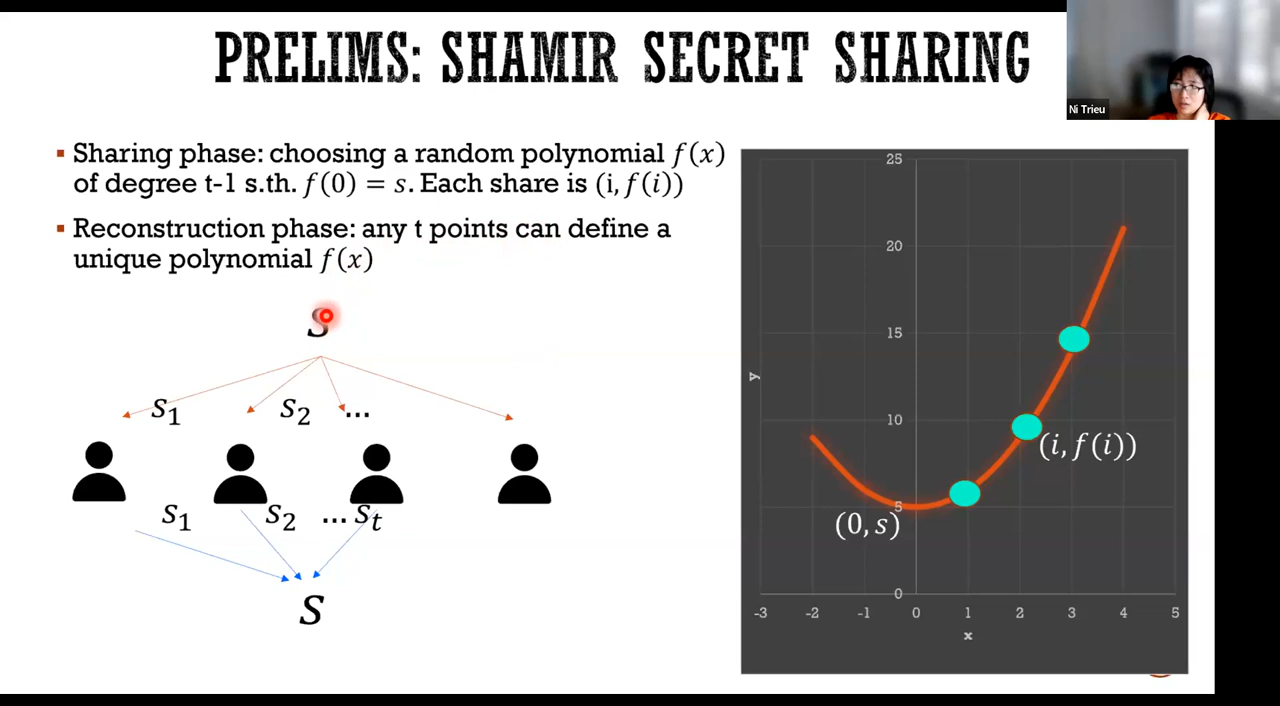 PRELIMS: SHAMIR SECRET SHARING
Ni Trieu
▪ Sharing phase: choosing a random polynomial f(x)
of degree t-1 s.th. f(0) = s. Each share is (i, f(i))
▪ Reconstruction phase: any t points can define a
unique polynomial f(x)
s
s₁ s₂ ...
s₁ s₂ ... sₜ
s
25
20
15
10
5
0
y
(i, f(i))
(0, s)
-3 -2 -1 0 1 2 3 4 5
x